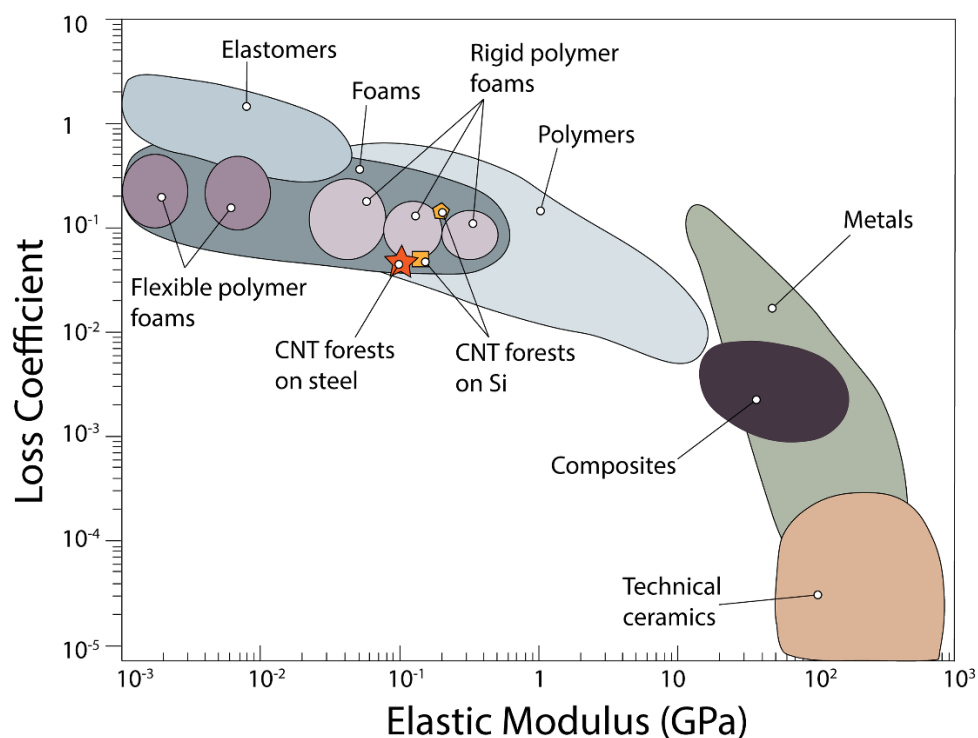 10
Elastomers
Rigid polymer
foams
Foams
1
Polymers
10⁻¹
Metals
Flexible polymer
foams
10⁻²
CNT forests
on steel
CNT forests
on Si
10⁻³
Composites
10⁻⁴
Technical
ceramics
10⁻⁵
Loss Coefficient
10⁻³
10⁻²
10⁻¹
1
10
10²
10³
Elastic Modulus (GPa)